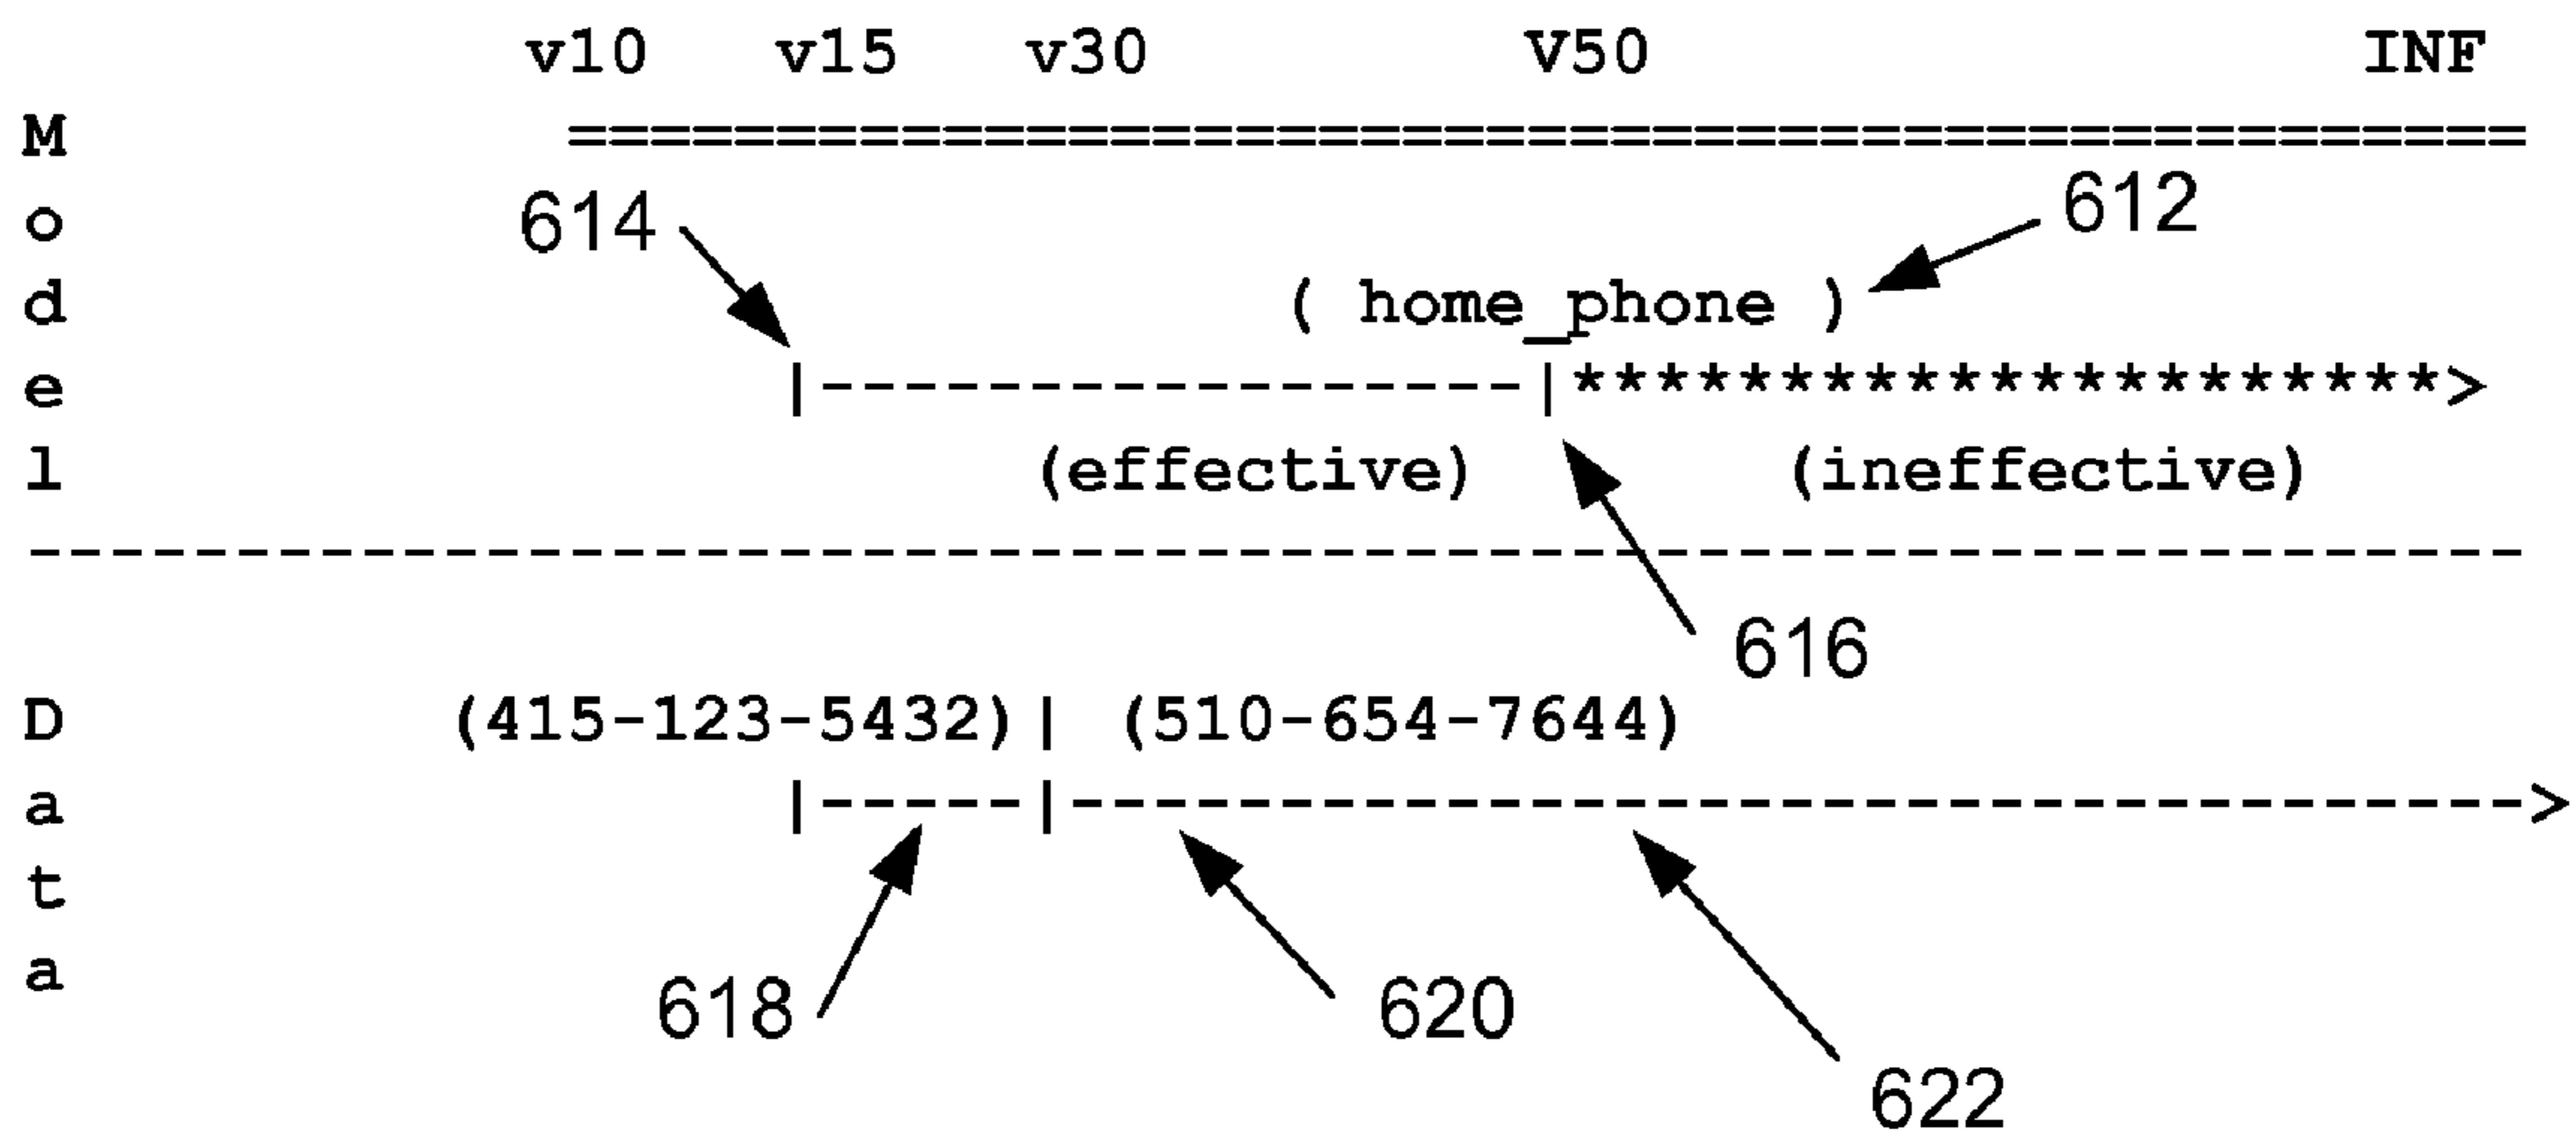 v10 v15 v30 V50 INF
M ===============================================
o 614 612
d ( home_phone )
e |-----------------|*********************>
l (effective) (ineffective)
-------------------------------------------------------------
616
D (415-123-5432)| (510-654-7644)
a |-----|----------------------------------->
t
a 618 620
622